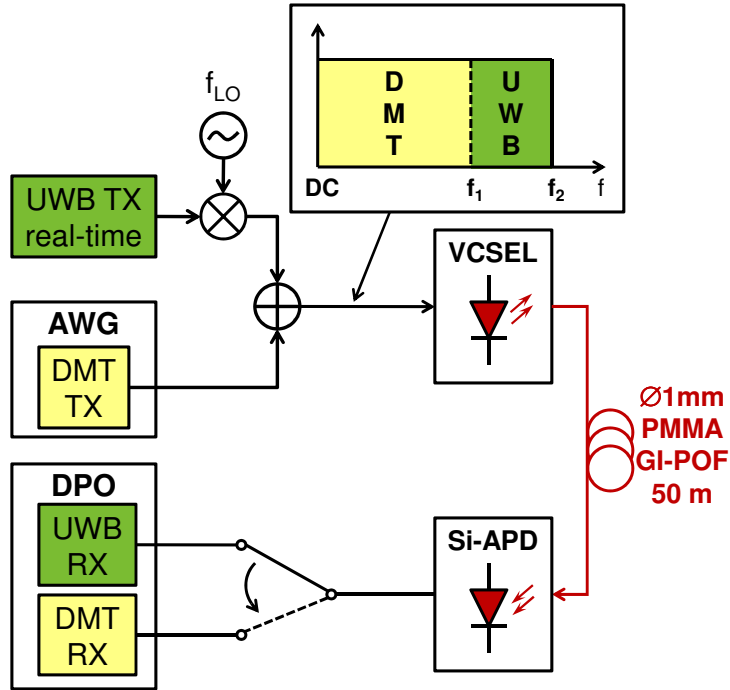 f_LO
D
M
T
U
W
B
DC
f_1
f_2
f
UWB TX
real-time
VCSEL
AWG
DMT
TX
∅1mm
PMMA
GI-POF
50 m
DPO
UWB
RX
DMT
RX
Si-APD